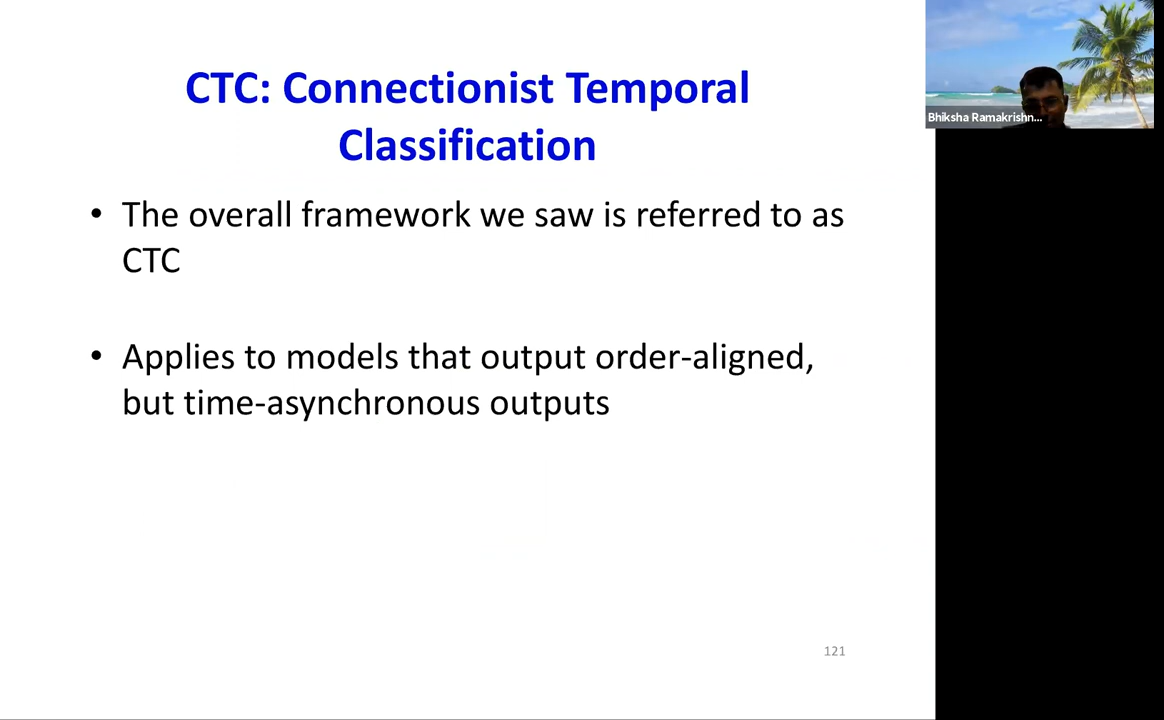 CTC: Connectionist Temporal
Classification
• The overall framework we saw is referred to as
CTC
• Applies to models that output order-aligned,
but time-asynchronous outputs
121
Bhiksha Ramakrishn...